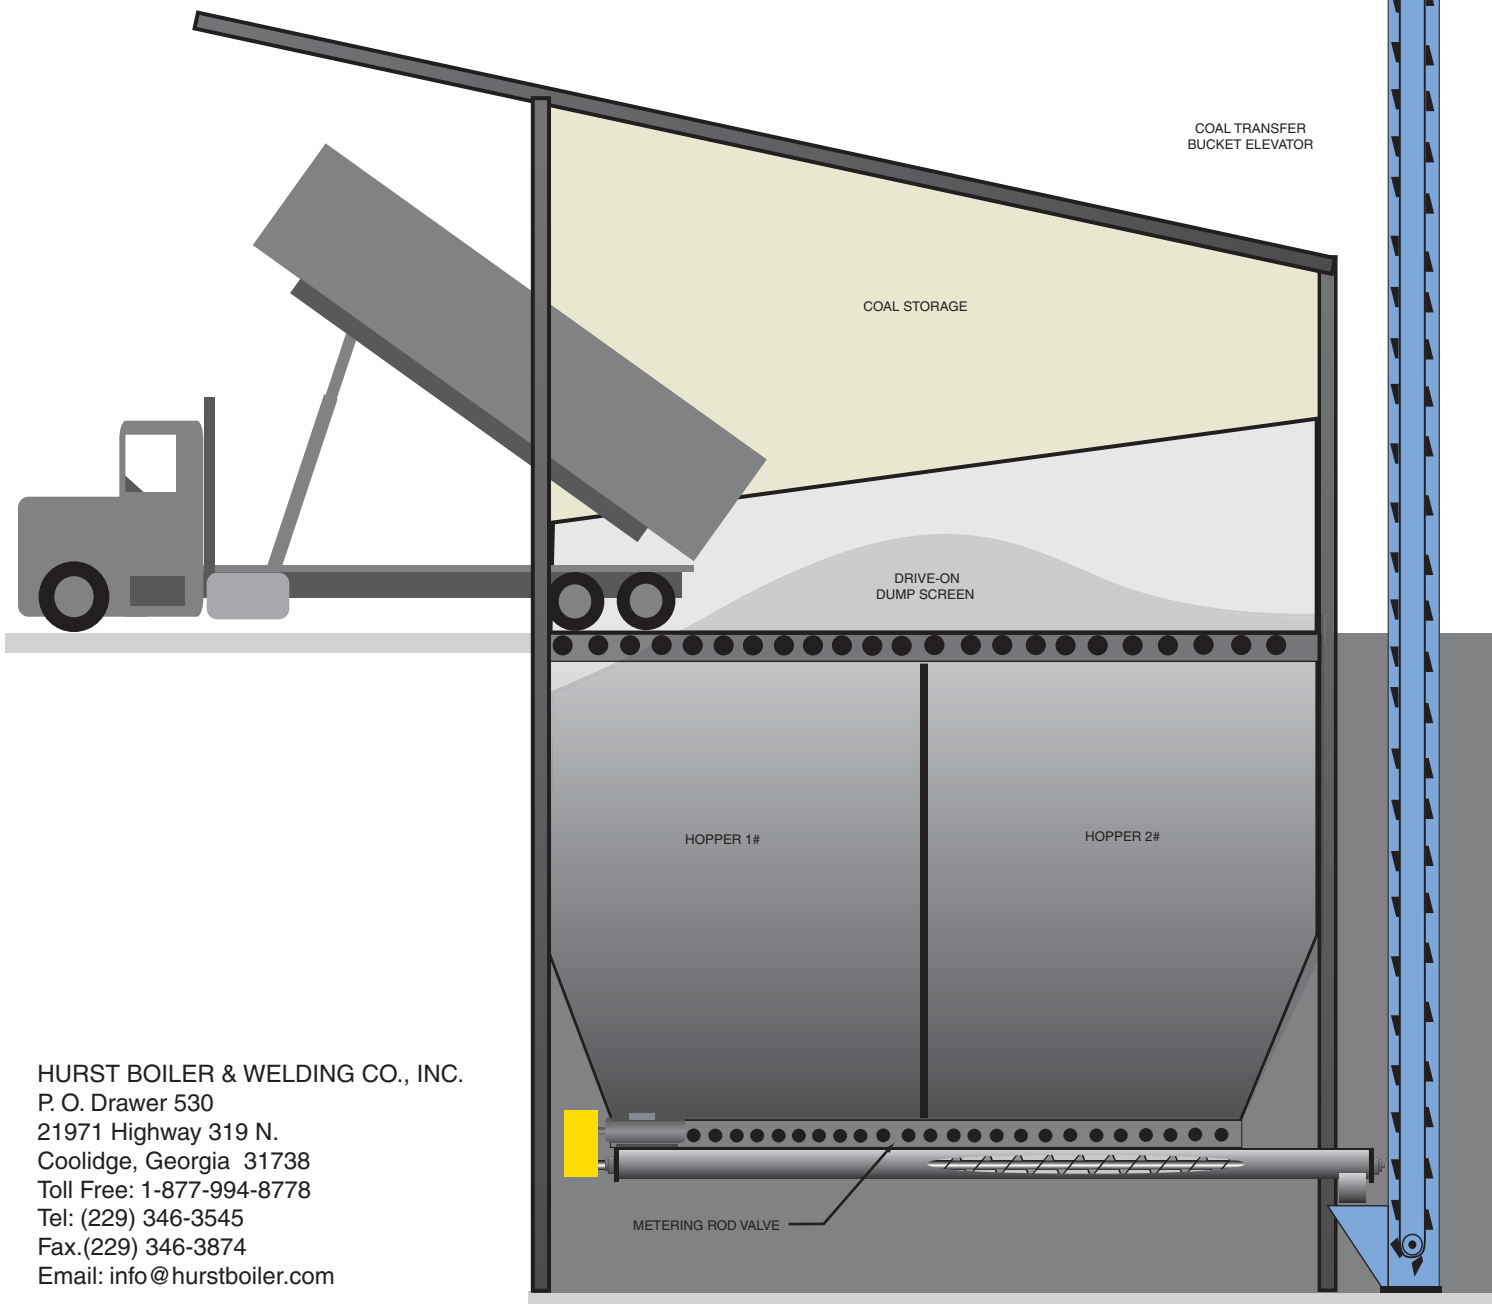 COAL TRANSFER
BUCKET ELEVATOR
COAL STORAGE
DRIVE-ON
DUMP SCREEN
HOPPER 1#
HOPPER 2#
METERING ROD VALVE
HURST BOILER & WELDING CO., INC.
P. O. Drawer 530
21971 Highway 319 N.
Coolidge, Georgia  31738
Toll Free: 1-877-994-8778
Tel: (229) 346-3545
Fax.(229) 346-3874
Email: info@hurstboiler.com